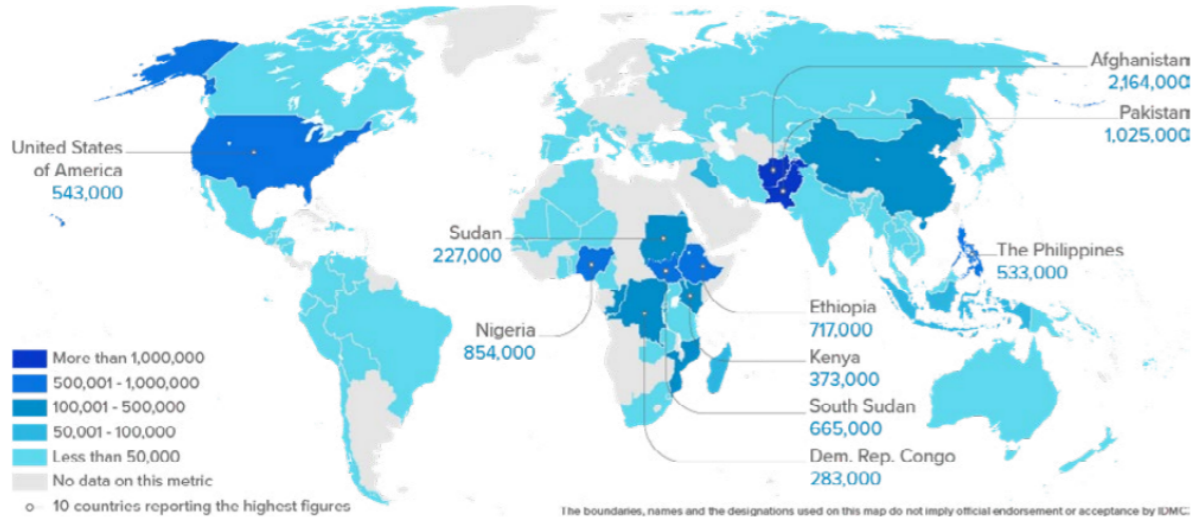 Afghanistan
2,164,000
Pakistan
1,025,000
United States
of America
543,000
Sudan
227,000
The Philippines
533,000
Nigeria
854,000
Ethiopia
717,000
Kenya
373,000
South Sudan
665,000
Dem. Rep. Congo
283,000
More than 1,000,000
500,001 - 1,000,000
100,001 - 500,000
50,001 - 100,000
Less than 50,000
No data on this metric
10 countries reporting the highest figures
The boundaries, names and the designations used on this map do not imply official endorsement or acceptance by IDMC.